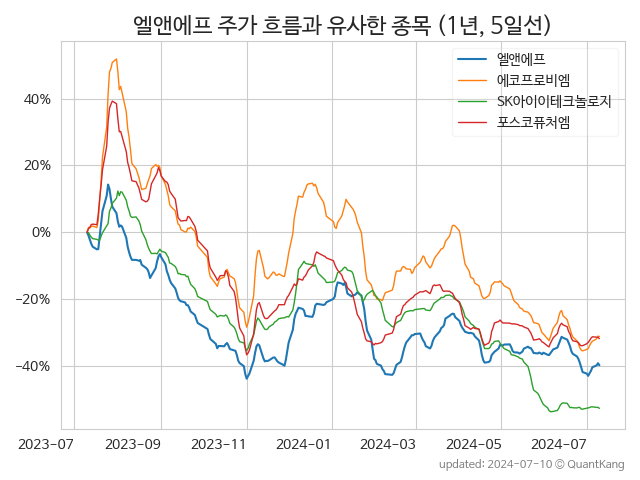 엘앤에프 주가 흐름과 유사한 종목 (1년, 5일선)
엘앤에프
에코프로비엠
SK아이이테크놀로지
포스코퓨처엠
40%
20%
0%
−20%
−40%
2023-07
2023-09
2023-11
2024-01
2024-03
2024-05
2024-07
updated: 2024-07-10 © QuantKang